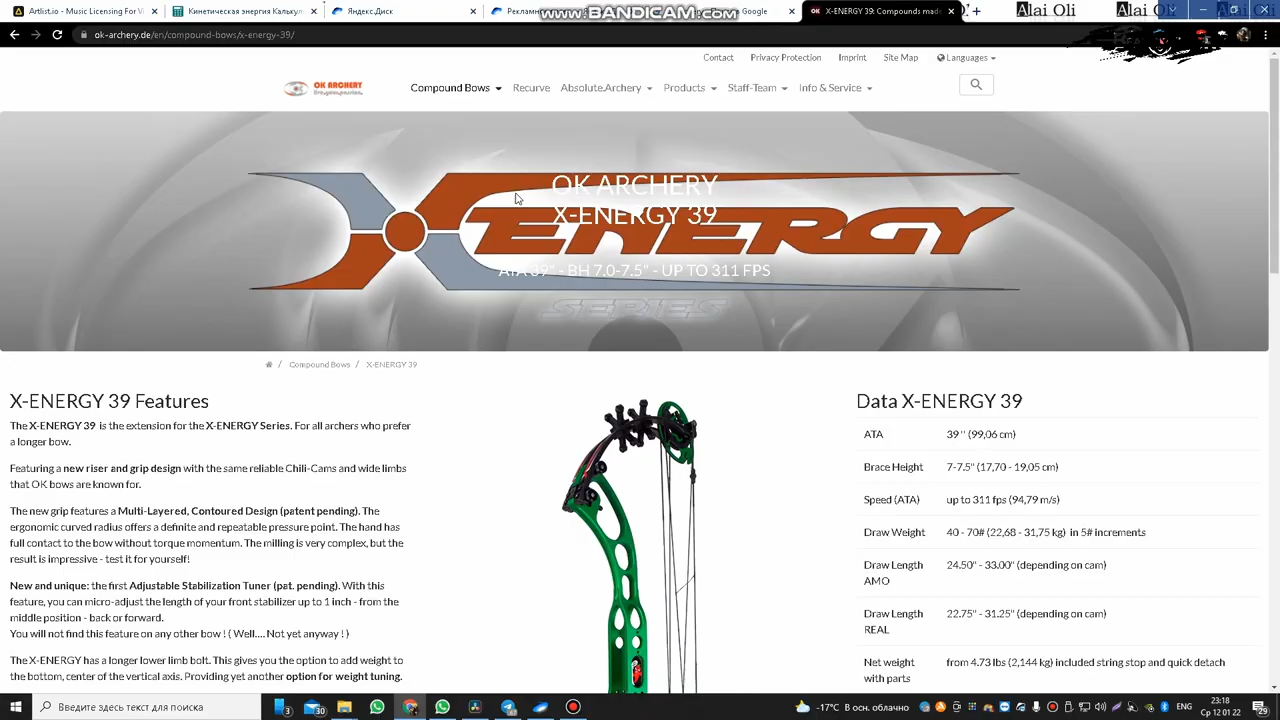 Artlist.io - Music Licensing For Vi
Кинетическая энергия Калькул
Яндекс.Диск
Рекламн
Google
X-ENERGY 39: Compounds made
www.BANDICAM.com
Alai Oli
Alai Oli
Alai Oli
ok-archery.de/en/compound-bows/x-energy-39/
Contact
Privacy Protection
Imprint
Site Map
Languages
OK ARCHERY
Compound Bows
Recurve
Absolute.Archery
Products
Staff-Team
Info & Service
OK ARCHERY
X-ENERGY 39
XENERGY
ATA 39" - BH 7.0-7.5" - UP TO 311 FPS
SERIES
Compound Bows / X-ENERGY 39
X-ENERGY 39 Features
The X-ENERGY 39 is the extension for the X-ENERGY Series. For all archers who prefer
a longer bow.
Featuring a new riser and grip design with the same reliable Chili-Cams and wide limbs
that OK bows are known for.
The new grip features a Multi-Layered, Contoured Design (patent pending). The
ergonomic curved radius offers a definite and repeatable pressure point. The hand has
full contact to the bow without torque momentum. The milling is very complex, but the
result is impressive - test it for yourself!
New and unique: the first Adjustable Stabilization Tuner (pat. pending). With this
feature, you can micro-adjust the length of your front stabilizer up to 1 inch - from the
middle position - back or forward.
You will not find this feature on any other bow ! ( Well.... Not yet anyway ! )
The X-ENERGY has a longer lower limb bolt. This gives you the option to add weight to
the bottom, center of the vertical axis. Providing yet another option for weight tuning.
Data X-ENERGY 39
ATA 39 " (99,06 cm)
Brace Height 7-7.5" (17,70 - 19,05 cm)
Speed (ATA) up to 311 fps (94,79 m/s)
Draw Weight 40 - 70# (22,68 - 31,75 kg) in 5# increments
Draw Length 24.50" - 33.00" (depending on cam)
AMO
Draw Length 22.75" - 31.25" (depending on cam)
REAL
Net weight from 4.73 lbs (2,144 kg) included string stop and quick detach
with parts
Введите здесь текст для поиска
3
30
-17°C В осн. облачно
ENG
23:18
Ср 12 01 22
29